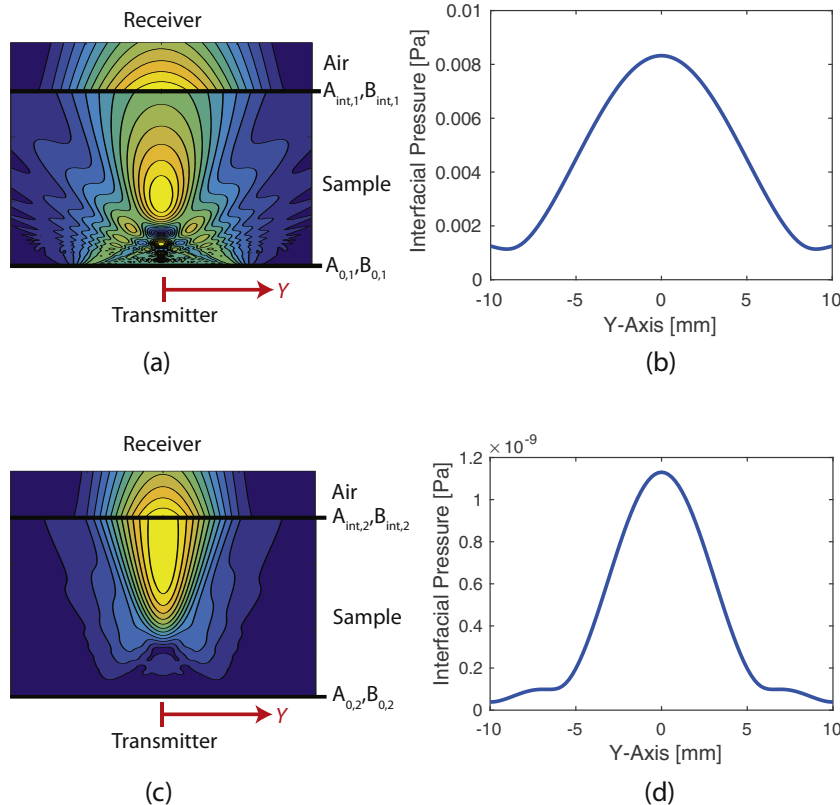 Receiver
Air
A_int,1,B_int,1
Sample
A_0,1,B_0,1
Y
Transmitter
(a)
0.01
0.008
0.006
0.004
0.002
0
Interfacial Pressure [Pa]
-10 -5 0 5 10
Y-Axis [mm]
(b)
Receiver
Air
A_int,2,B_int,2
Sample
A_0,2,B_0,2
Y
Transmitter
(c)
× 10^-9
1.2
1
0.8
0.6
0.4
0.2
0
Interfacial Pressure [Pa]
-10 -5 0 5 10
Y-Axis [mm]
(d)